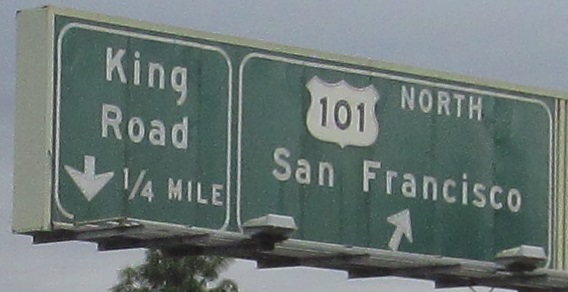 King
Road
1/4 MILE
101 NORTH
San Francisco